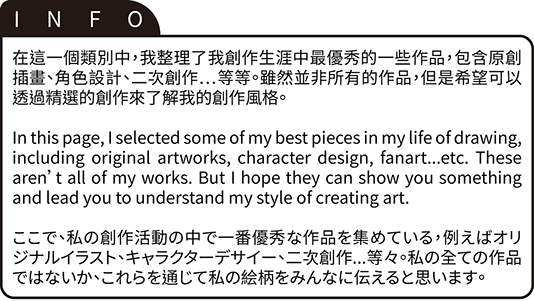 INFO
在這一個類別中，我整理了我創作生涯中最優秀的一些作品，包含原創
插畫、角色設計、二次創作…等等。雖然並非所有的作品，但是希望可以
透過精選的創作來了解我的創作風格。
In this page, I selected some of my best pieces in my life of drawing,
including original artworks, character design, fanart...etc. These
aren’t all of my works. But I hope they can show you something
and lead you to understand my style of creating art.
ここで、私の創作活動の中で一番優秀な作品を集めている，例えばオリ
ジナルイラスト、キャラクターデサイー、二次創作...等々。私の全ての作品
ではないか、これらを通じて私の絵柄をみんなに伝えると思います。